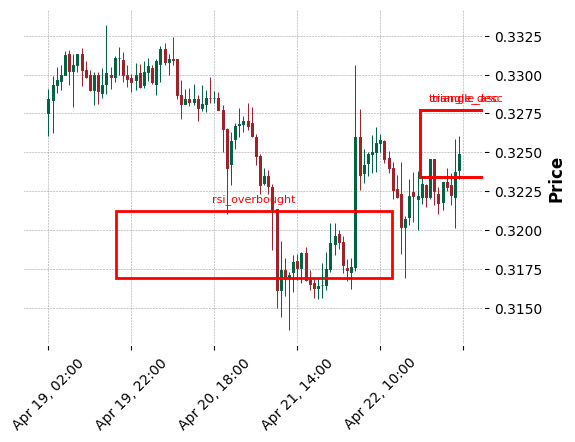 0.3325
0.3300
0.3275
0.3250
0.3225
0.3200
0.3175
0.3150
Price
rsi_overbought
Apr 19, 02:00
Apr 19, 22:00
Apr 20, 18:00
Apr 21, 14:00
Apr 22, 10:00